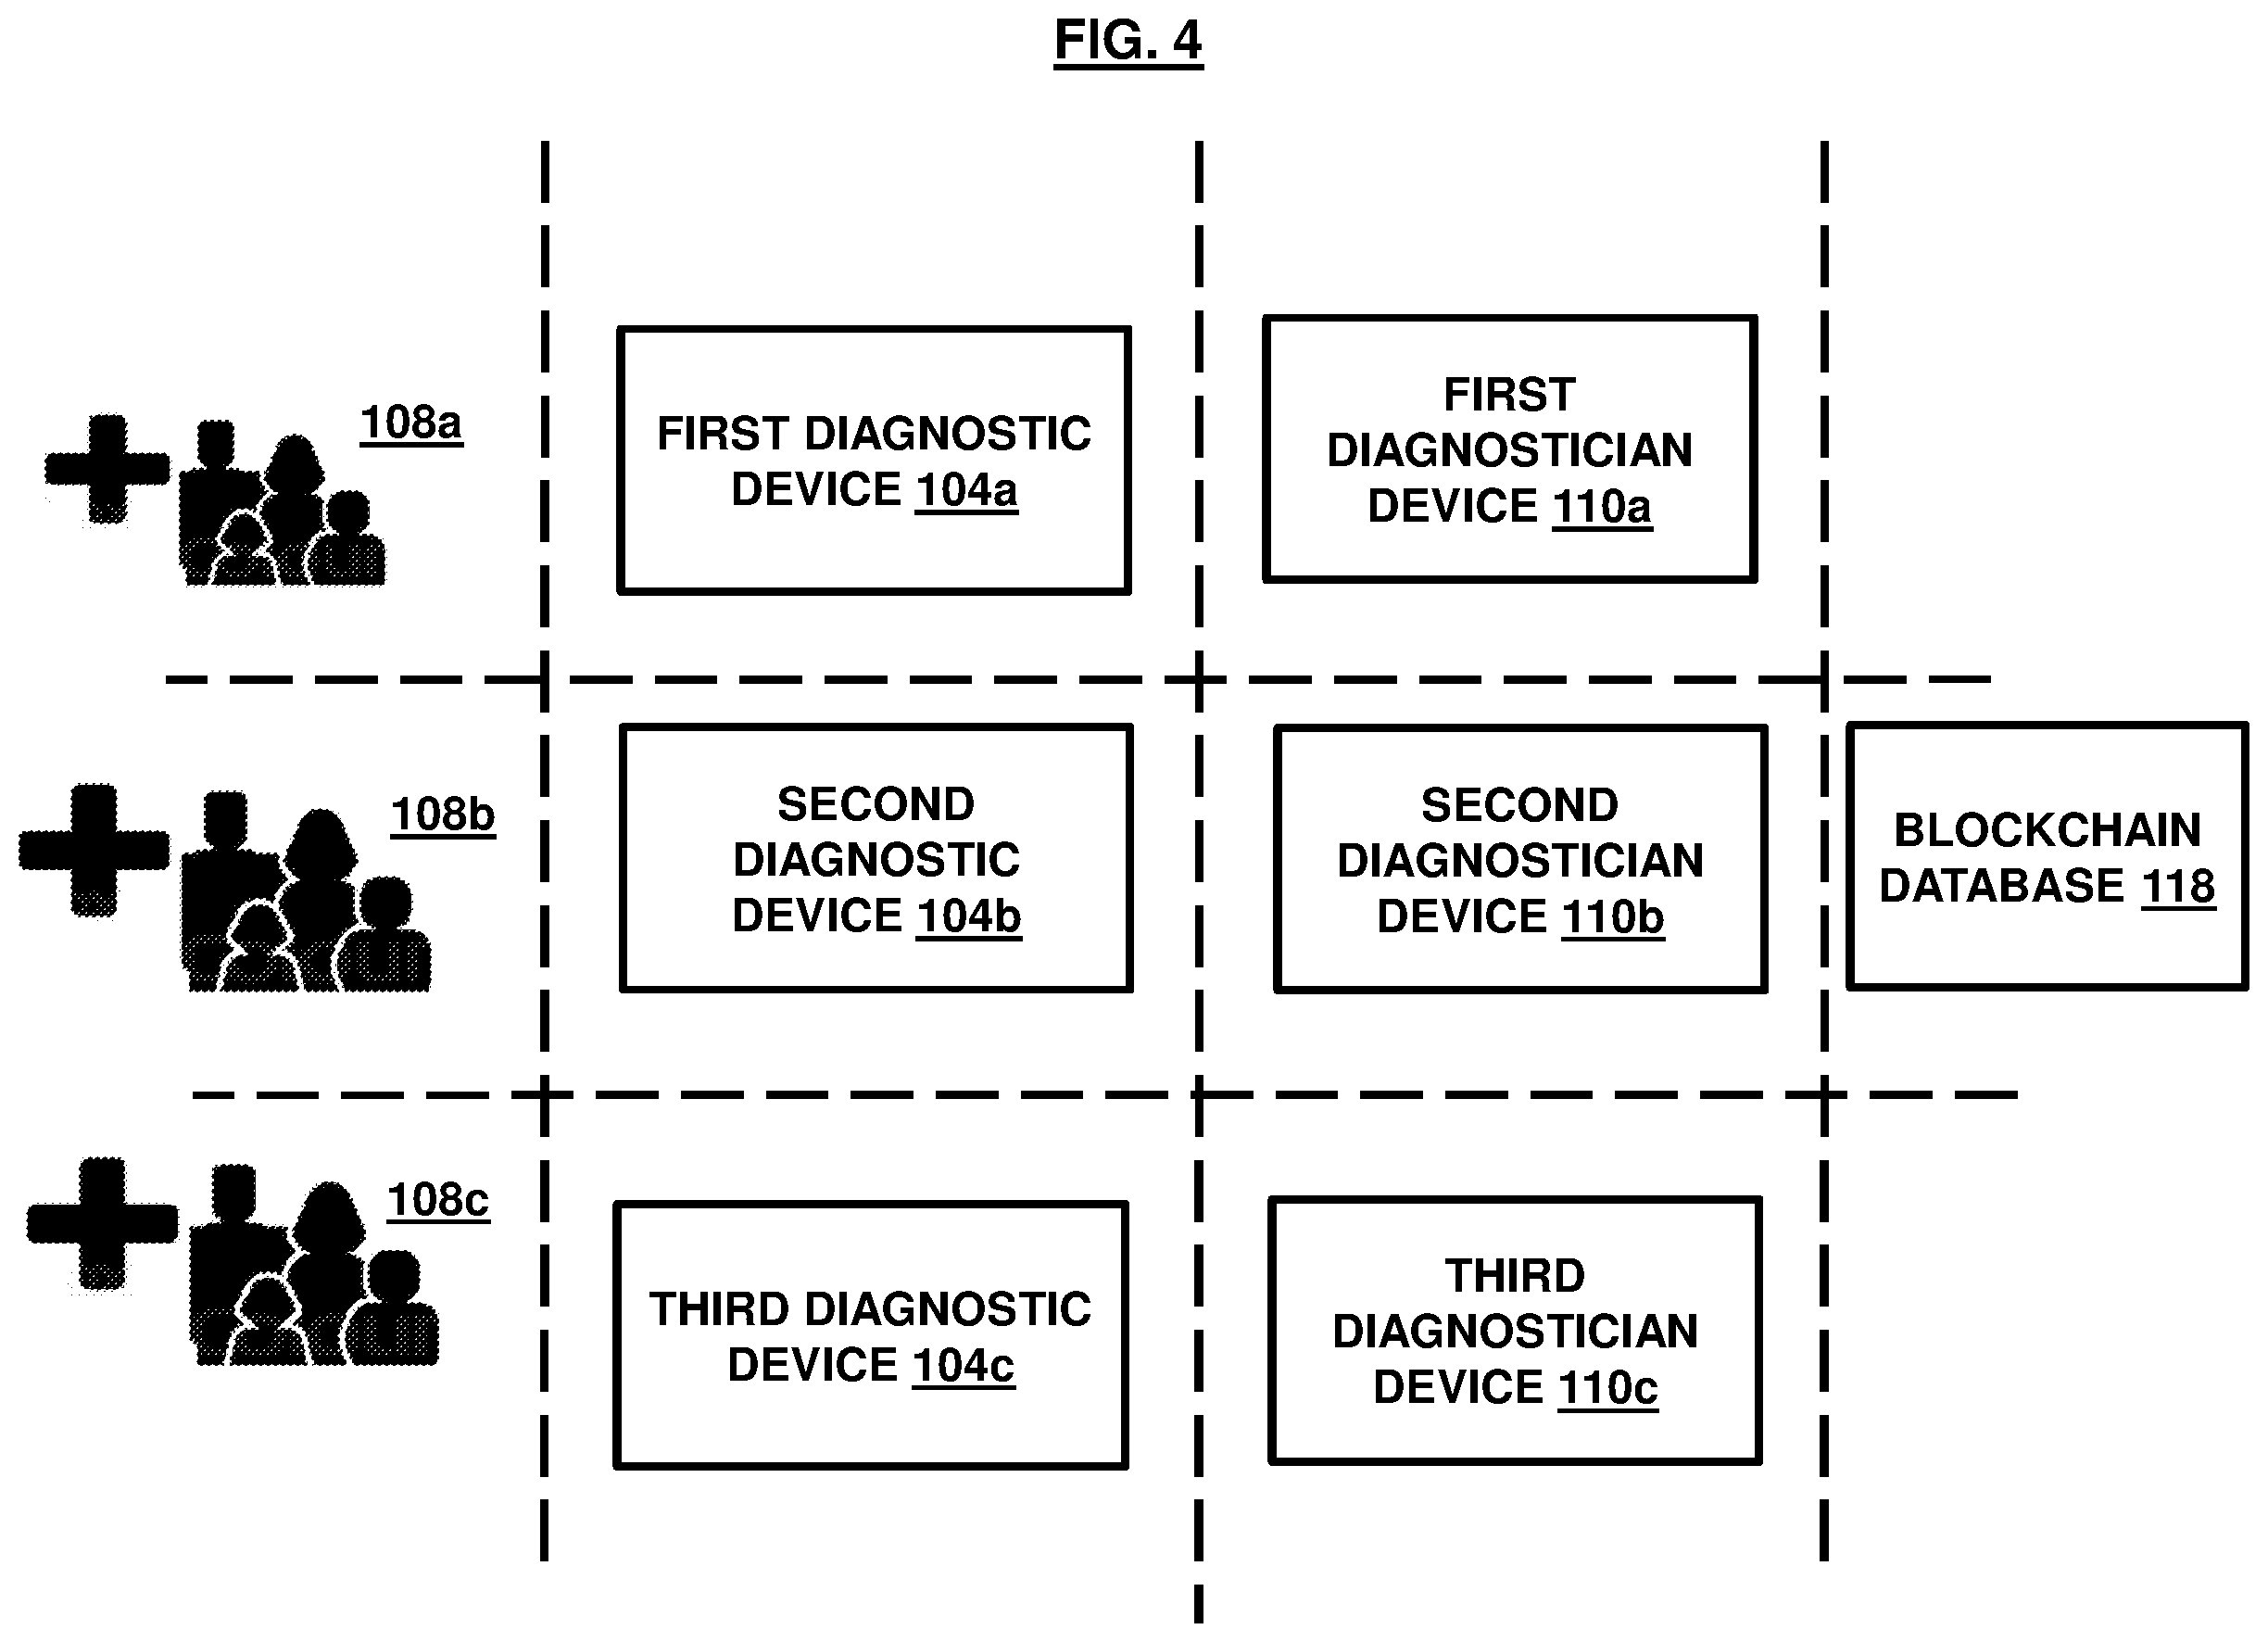 FIG. 4
108a
FIRST DIAGNOSTIC
DEVICE 104a
FIRST
DIAGNOSTICIAN
DEVICE 110a
108b
SECOND
DIAGNOSTIC
DEVICE 104b
SECOND
DIAGNOSTICIAN
DEVICE 110b
BLOCKCHAIN
DATABASE 118
108c
THIRD DIAGNOSTIC
DEVICE 104c
THIRD
DIAGNOSTICIAN
DEVICE 110c